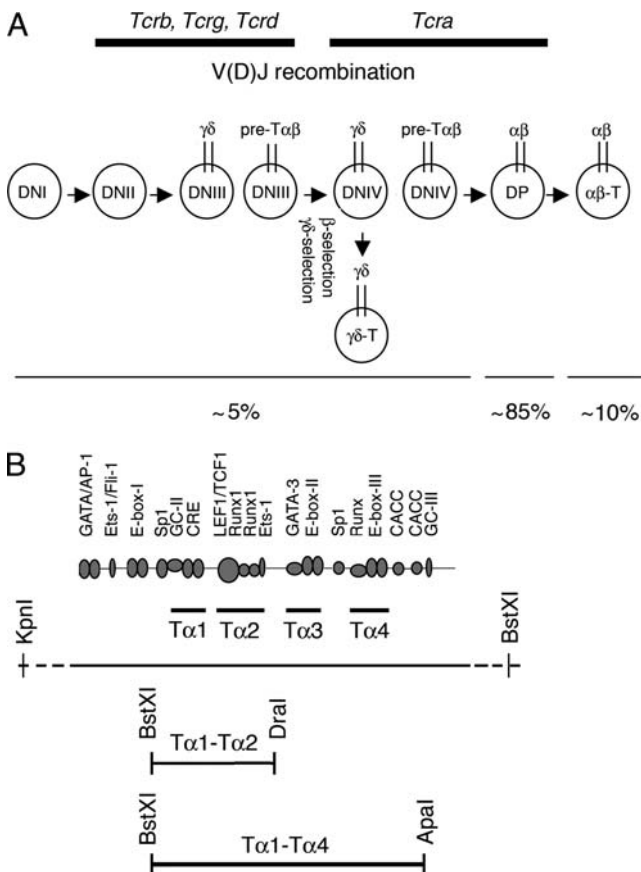 A
Tcrb, Tcrg, Tcrd
Tcra
V(D)J recombination
γδ
pre-Tαβ
γδ
pre-Tαβ
αβ
αβ
DNI
DNII
DNIII
DNIII
DNIV
DNIV
DP
αβ-T
β-selection
γδ-selection
γδ
γδ-T
~5%
~85%
~10%
B
GATA/AP-1
Ets-1/Fli-1
E-box-I
Sp1
GC-II
CRE
LEF1/TCF1
Runx1
Runx1
Ets-1
GATA-3
E-box-II
Sp1
Runx
E-box-III
CACC
CACC
GC-III
Tα1
Tα2
Tα3
Tα4
KpnI
BstXI
BstXI
Tα1-Tα2
DraI
BstXI
Tα1-Tα4
ApaI